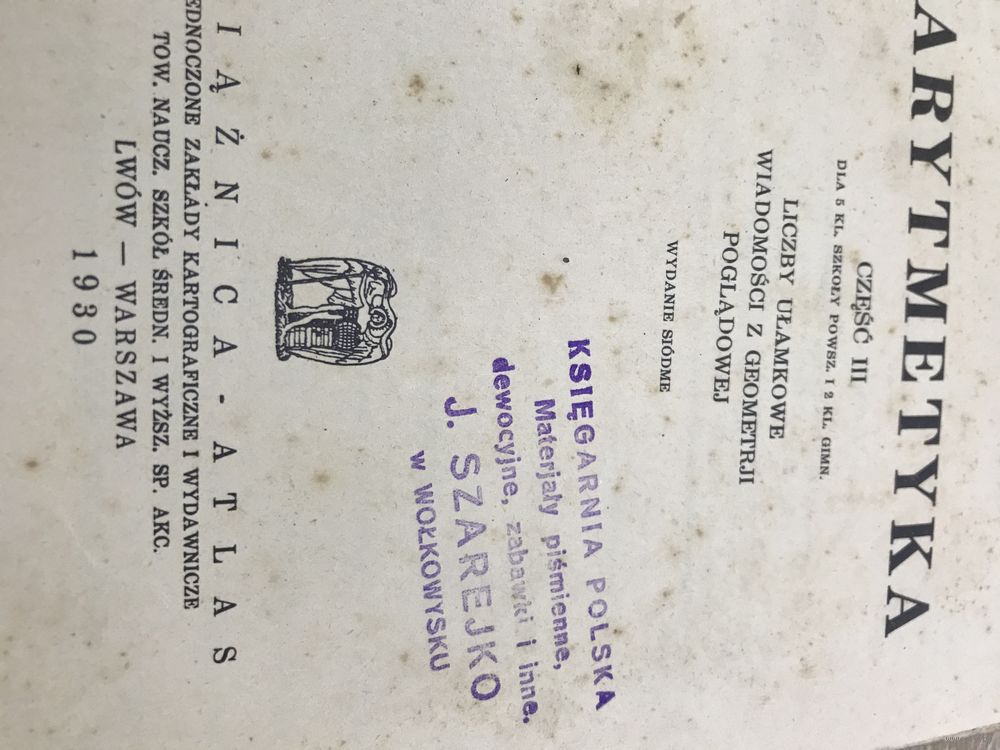 ARYTMETYKA
CZĘŚĆ III
DLA 5 KL. SZKOŁY POWSZ. I 2 KL. GIMN.
LICZBY UŁAMKOWE
WIADOMOŚCI Z GEOMETRJI
POGLĄDOWEJ
WYDANIE SIÓDME
KSIĘGARNIA POLSKA
Materjały piśmienne,
dewocyjne, zabawki i inne.
J. SZAREJKO
w WOŁKOWYSKU
IĄŻNICA-ATLAS
EDNOCZONE ZAKŁADY KARTOGRAFICZNE I WYDAWNICZE
TOW. NAUCZ. SZKÓŁ ŚREDN. I WYŻSZ. SP. AKC.
LWÓW — WARSZAWA
1930